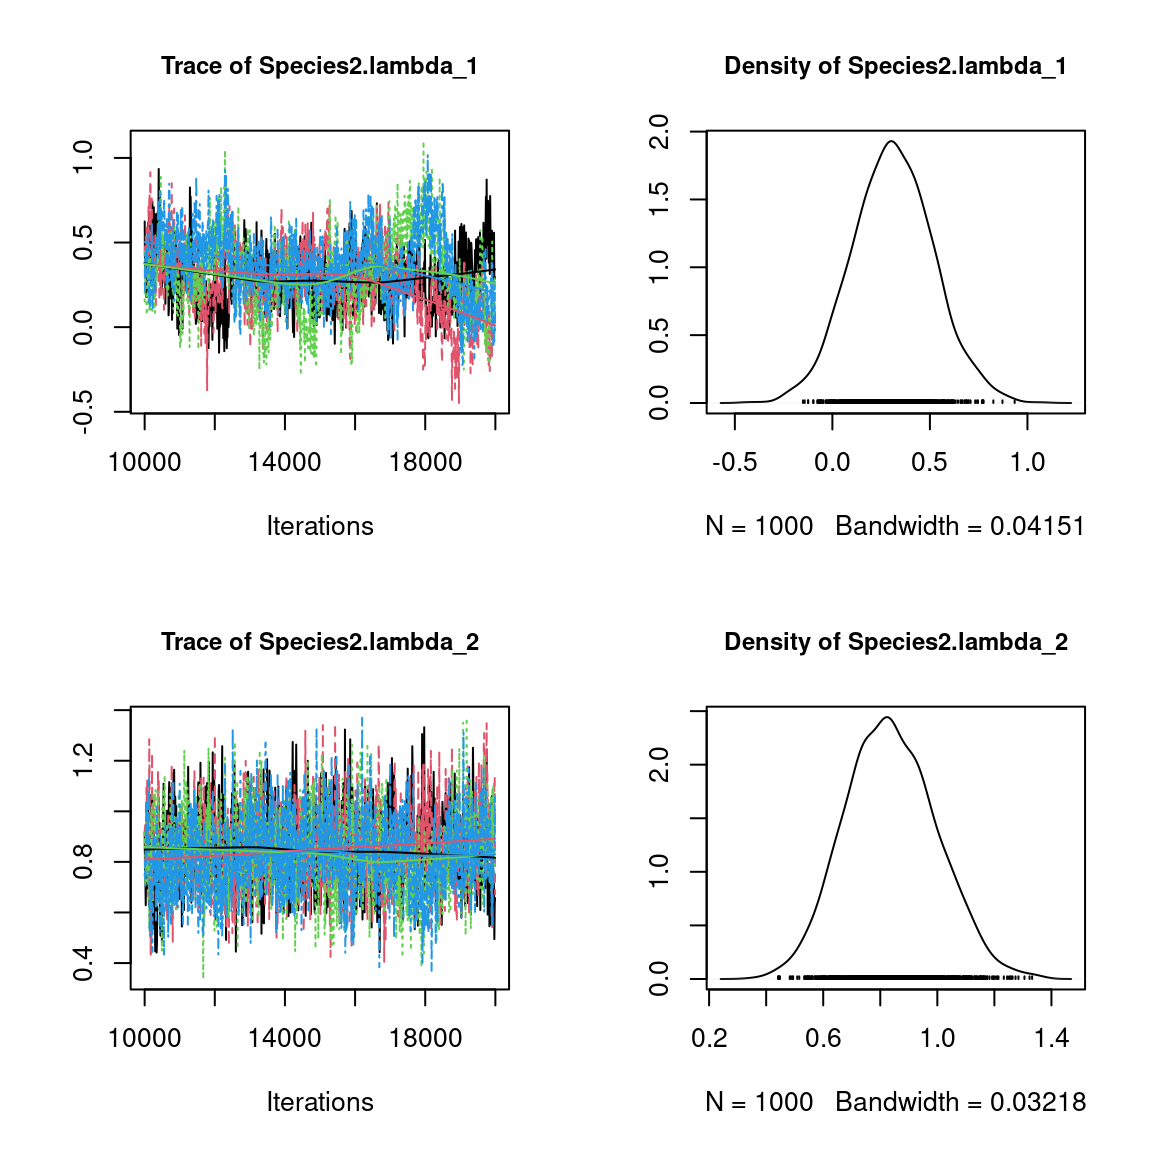 Trace of Species2.lambda_1
1.0
0.5
0.0
-0.5
10000 14000 18000
Iterations
Density of Species2.lambda_1
2.0
1.5
1.0
0.5
0.0
-0.5 0.0 0.5 1.0
N = 1000 Bandwidth = 0.04151
Trace of Species2.lambda_2
1.2
0.8
0.4
10000 14000 18000
Iterations
Density of Species2.lambda_2
2.0
1.0
0.0
0.2 0.6 1.0 1.4
N = 1000 Bandwidth = 0.03218